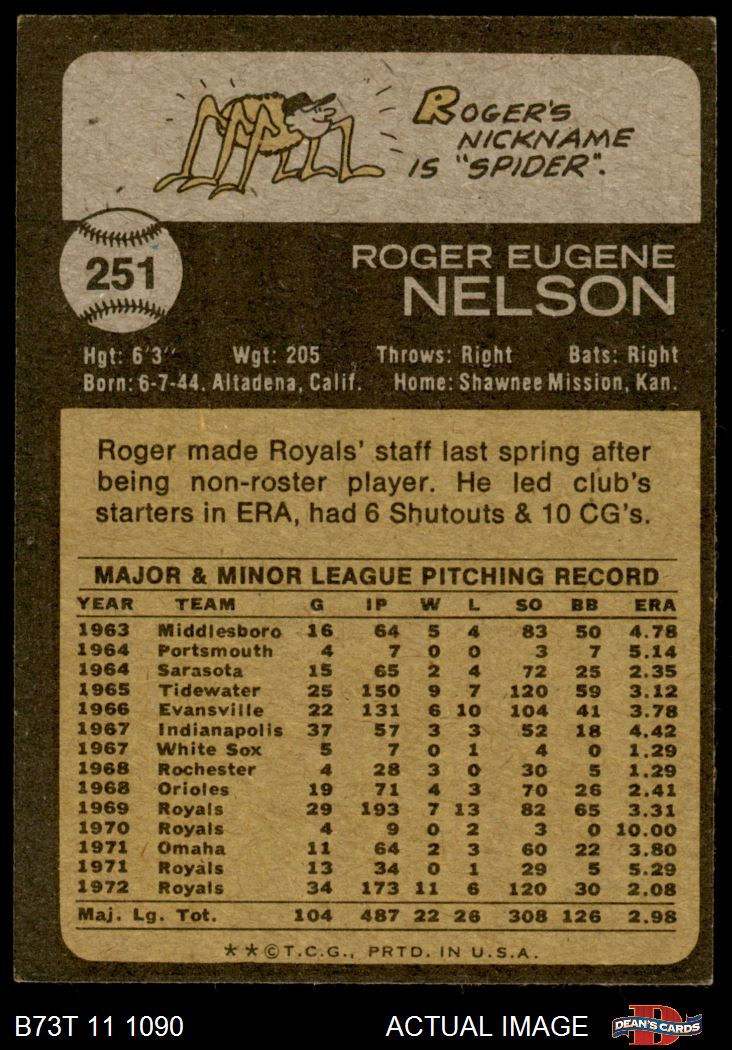 ROGER'S
NICKNAME
IS "SPIDER".
251
ROGER EUGENE
NELSON
Hgt: 6'3" Wgt: 205 Throws: Right Bats: Right
Born: 6-7-44, Altadena, Calif. Home: Shawnee Mission, Kan.
Roger made Royals' staff last spring after
being non-roster player. He led club's
starters in ERA, had 6 Shutouts & 10 CG's.
MAJOR & MINOR LEAGUE PITCHING RECORD
YEAR TEAM G IP W L SO BB ERA
1963 Middlesboro 16 64 5 4 83 50 4.78
1964 Portsmouth 4 7 0 0 3 7 5.14
1964 Sarasota 15 65 2 4 72 25 2.35
1965 Tidewater 25 150 9 7 120 59 3.12
1966 Evansville 22 131 6 10 104 41 3.78
1967 Indianapolis 37 57 3 3 52 18 4.42
1967 White Sox 5 7 0 1 4 0 1.29
1968 Rochester 4 28 3 0 30 5 1.29
1968 Orioles 19 71 4 3 70 26 2.41
1969 Royals 29 193 7 13 82 65 3.31
1970 Royals 4 9 0 2 3 0 10.00
1971 Omaha 11 64 2 3 60 22 3.80
1971 Royals 13 34 0 1 29 5 5.29
1972 Royals 34 173 11 6 120 30 2.08
Maj. Lg. Tot. 104 487 22 26 308 126 2.98
**©T.C.G., PRTD. IN U.S.A.
B73T 11 1090 ACTUAL IMAGE DEAN'S CARDS